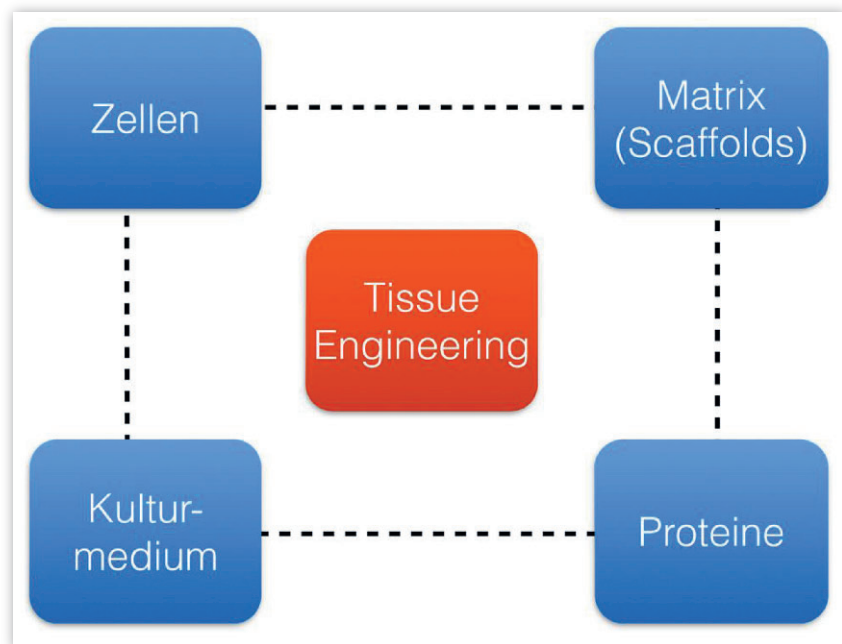 Zellen
Matrix
(Scaffolds)
Tissue
Engineering
Kultur-
medium
Proteine